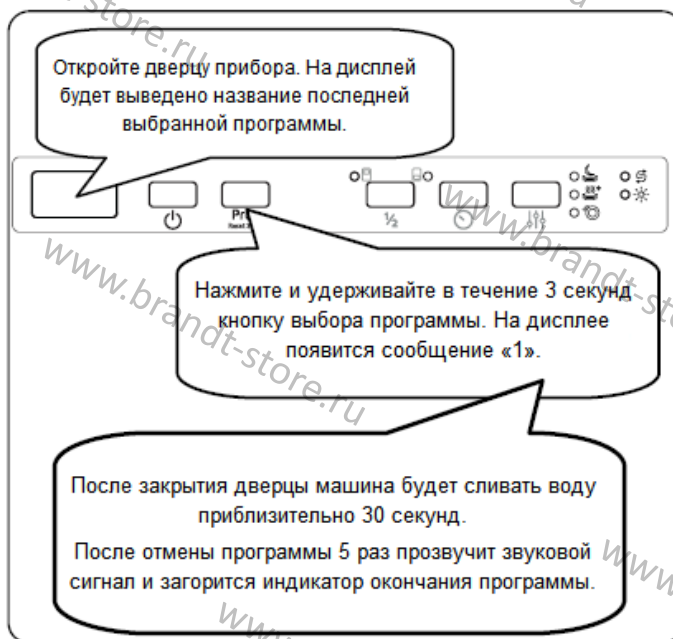 store.ru
Откройте дверцу прибора. На дисплей
будет выведено название последней
выбранной программы.
½
www.brandt-store.ru
Нажмите и удерживайте в течение 3 секунд
кнопку выбора программы. На дисплее
появится сообщение «1».
www.brandt-store.ru
После закрытия дверцы машина будет сливать воду
приблизительно 30 секунд.
После отмены программы 5 раз прозвучит звуковой
сигнал и загорится индикатор окончания программы.
www
www